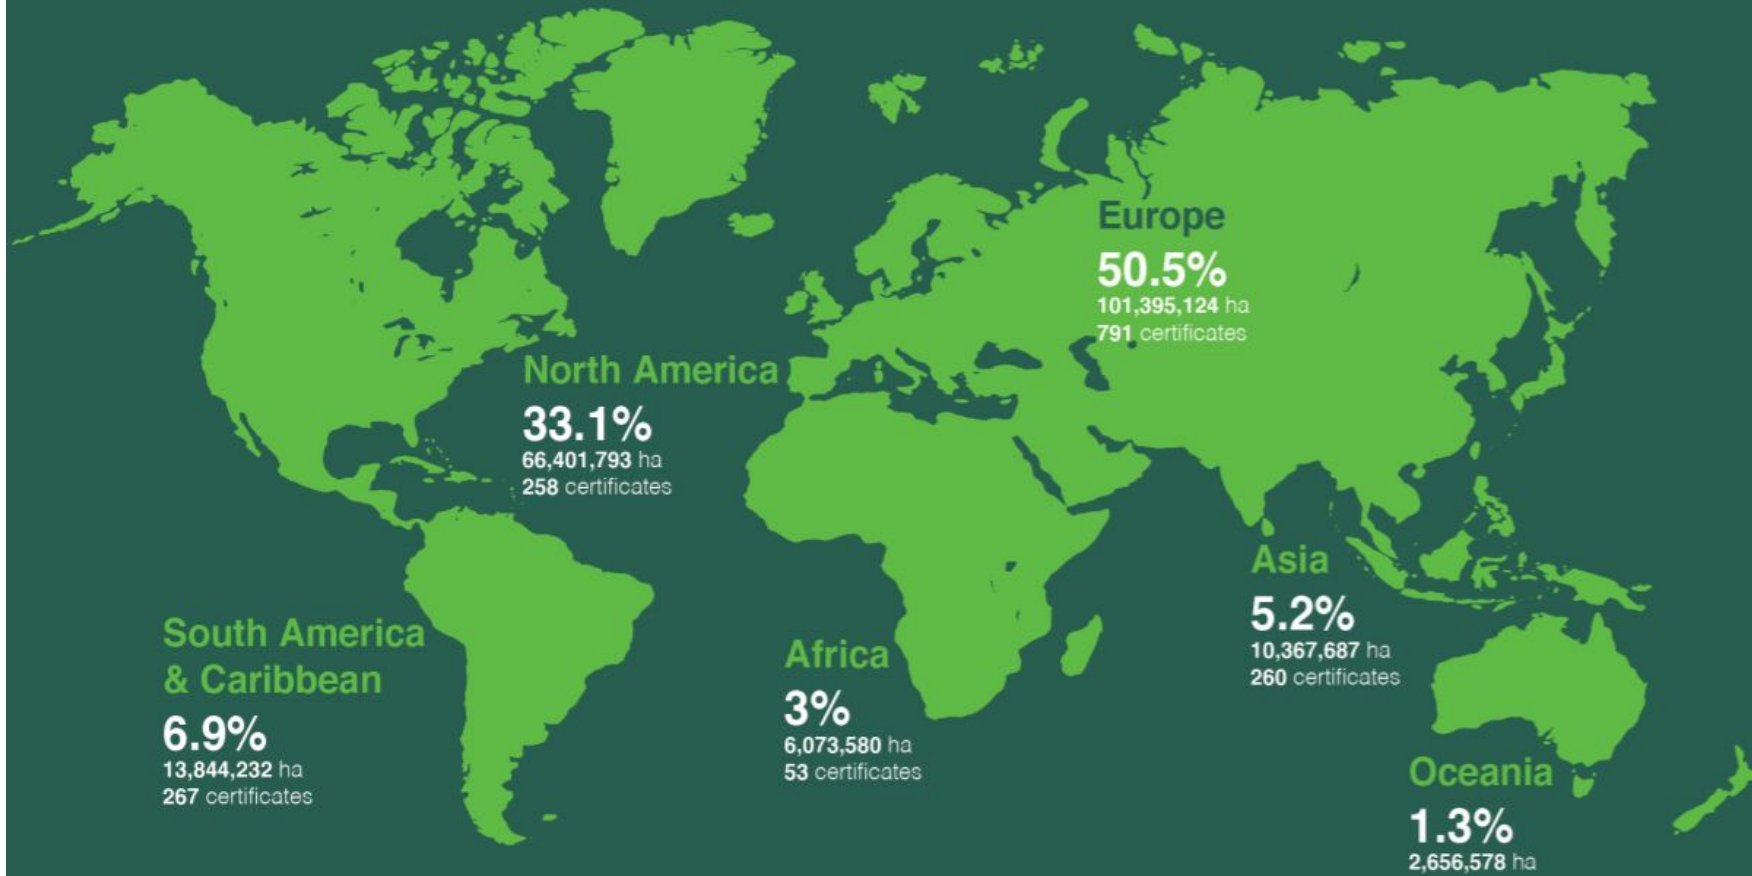 Europe
50.5%
101,395,124 ha
791 certificates
North America
33.1%
66,401,793 ha
258 certificates
Asia
5.2%
10,367,687 ha
260 certificates
South America
& Caribbean
6.9%
13,844,232 ha
267 certificates
Africa
3%
6,073,580 ha
53 certificates
Oceania
1.3%
2,656,578 ha